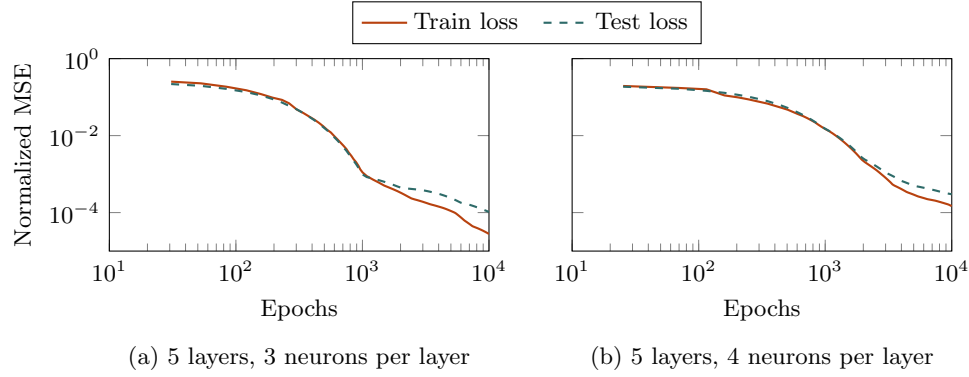 Train loss Test loss
Normalized MSE
10^0
10^-2
10^-4
10^1 10^2 10^3 10^4
Epochs
10^1 10^2 10^3 10^4
Epochs
(a) 5 layers, 3 neurons per layer
(b) 5 layers, 4 neurons per layer